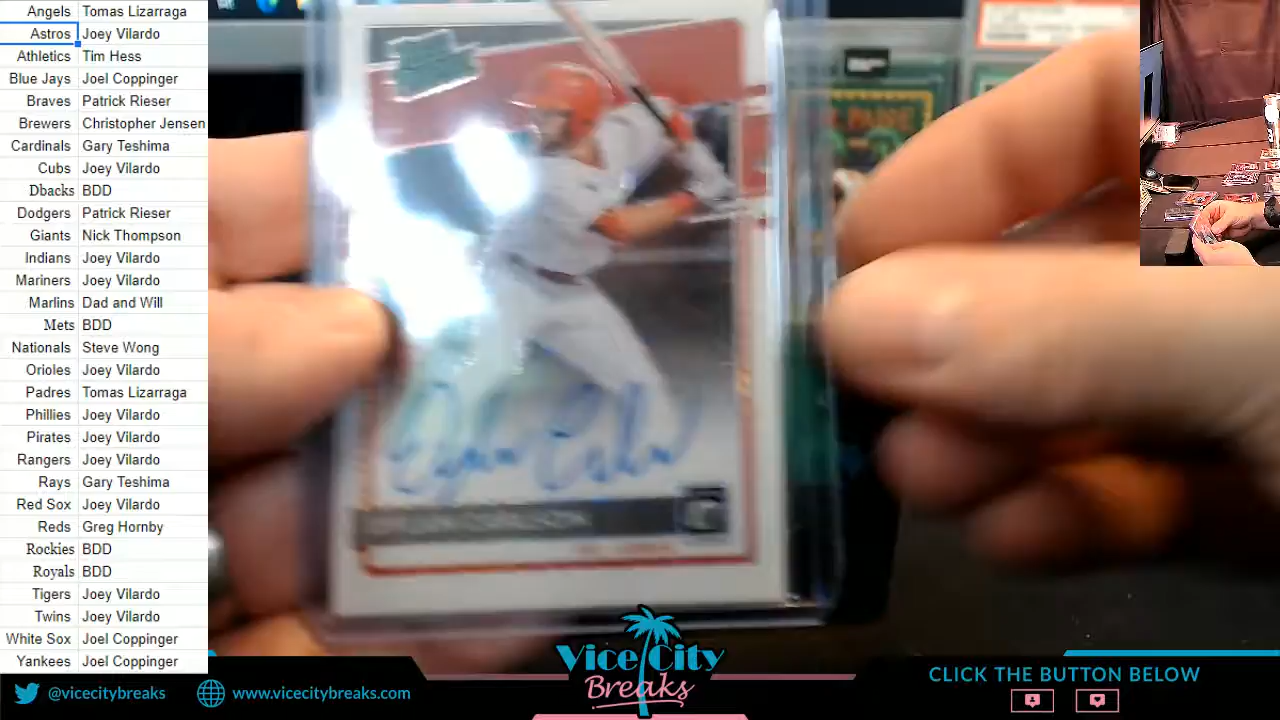 Angels Tomas Lizarraga
Astros Joey Vilardo
Athletics Tim Hess
Blue Jays Joel Coppinger
Braves Patrick Rieser
Brewers Christopher Jensen
Cardinals Gary Teshima
Cubs Joey Vilardo
Dbacks BDD
Dodgers Patrick Rieser
Giants Nick Thompson
Indians Joey Vilardo
Mariners Joey Vilardo
Marlins Dad and Will
Mets BDD
Nationals Steve Wong
Orioles Joey Vilardo
Padres Tomas Lizarraga
Phillies Joey Vilardo
Pirates Joey Vilardo
Rangers Joey Vilardo
Rays Gary Teshima
Red Sox Joey Vilardo
Reds Greg Hornby
Rockies BDD
Royals BDD
Tigers Joey Vilardo
Twins Joey Vilardo
White Sox Joel Coppinger
Yankees Joel Coppinger
@vicecitybreaks www.vicecitybreaks.com
Vice City
Breaks
CLICK THE BUTTON BELOW